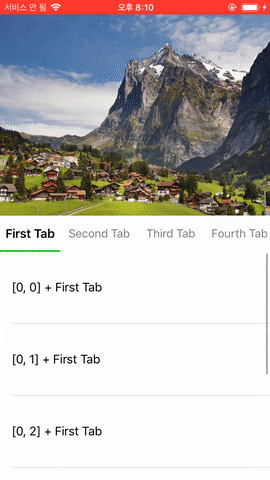 서비스 안 됨 오후 8:10
First Tab Second Tab Third Tab Fourth Tab
[0, 0] + First Tab
[0, 1] + First Tab
[0, 2] + First Tab